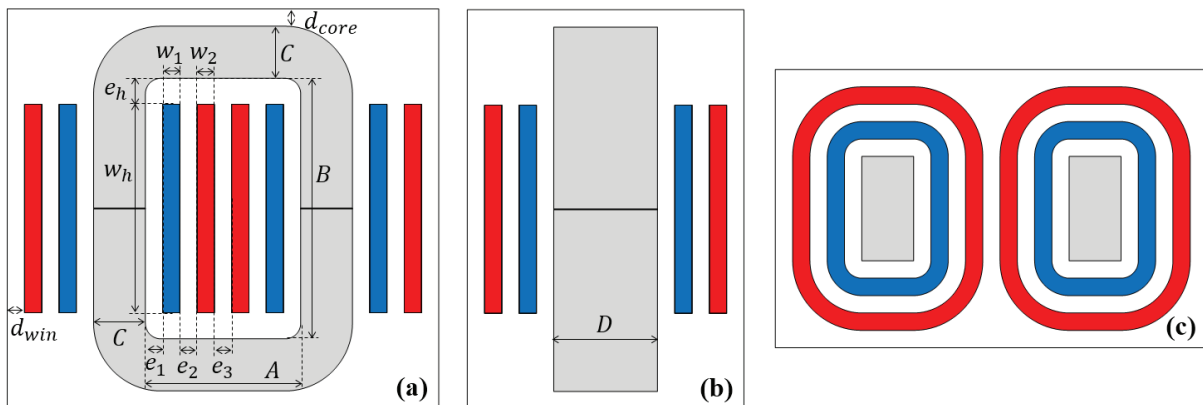 d_core
w_1 w_2 C
e_h
w_h B
D
d_win
C e_1 e_2 e_3 A
(a) (b) (c)